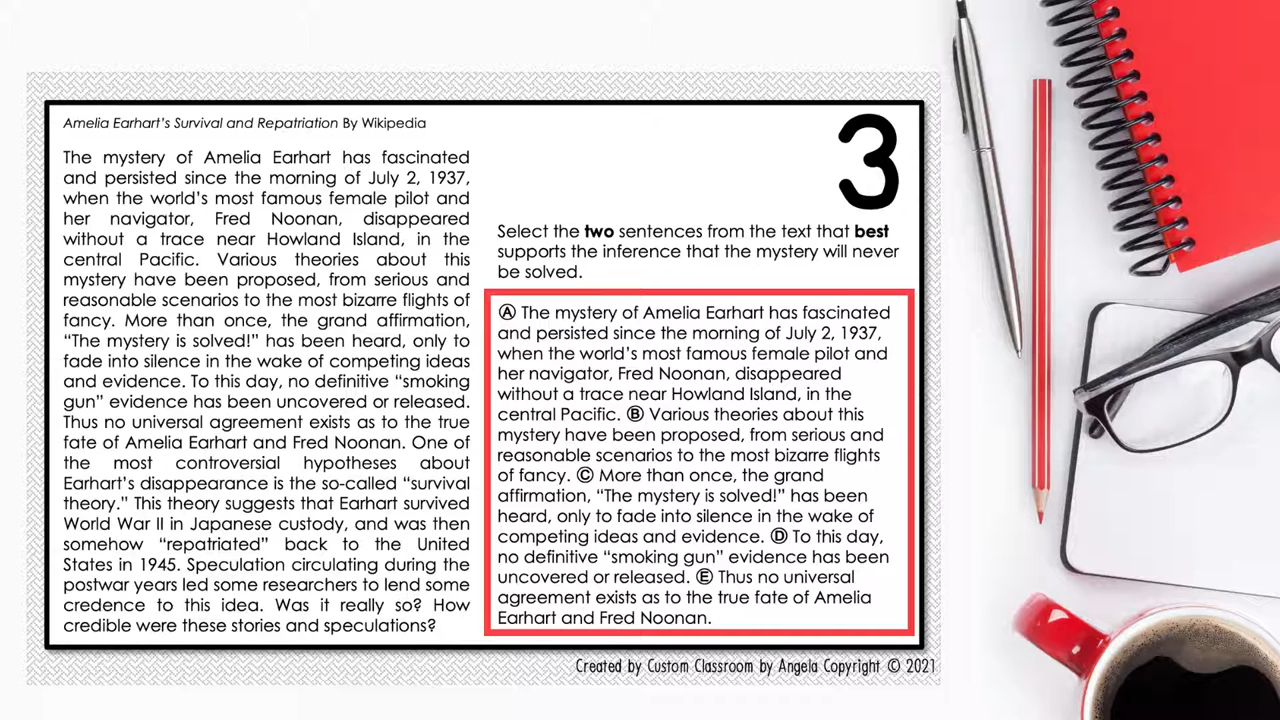 Amelia Earhart's Survival and Repatriation By Wikipedia
The mystery of Amelia Earhart has fascinated
and persisted since the morning of July 2, 1937,
when the world's most famous female pilot and
her navigator, Fred Noonan, disappeared
without a trace near Howland Island, in the
central Pacific. Various theories about this
mystery have been proposed, from serious and
reasonable scenarios to the most bizarre flights of
fancy. More than once, the grand affirmation,
"The mystery is solved!" has been heard, only to
fade into silence in the wake of competing ideas
and evidence. To this day, no definitive "smoking
gun" evidence has been uncovered or released.
Thus no universal agreement exists as to the true
fate of Amelia Earhart and Fred Noonan. One of
the most controversial hypotheses about
Earhart's disappearance is the so-called "survival
theory." This theory suggests that Earhart survived
World War II in Japanese custody, and was then
somehow "repatriated" back to the United
States in 1945. Speculation circulating during the
postwar years led some researchers to lend some
credence to this idea. Was it really so? How
credible were these stories and speculations?
3
Select the two sentences from the text that best
supports the inference that the mystery will never
be solved.
Ⓐ The mystery of Amelia Earhart has fascinated
and persisted since the morning of July 2, 1937,
when the world's most famous female pilot and
her navigator, Fred Noonan, disappeared
without a trace near Howland Island, in the
central Pacific. Ⓑ Various theories about this
mystery have been proposed, from serious and
reasonable scenarios to the most bizarre flights
of fancy. Ⓒ More than once, the grand
affirmation, "The mystery is solved!" has been
heard, only to fade into silence in the wake of
competing ideas and evidence. Ⓓ To this day,
no definitive "smoking gun" evidence has been
uncovered or released. Ⓔ Thus no universal
agreement exists as to the true fate of Amelia
Earhart and Fred Noonan.
Created by Custom Classroom by Angela Copyright © 2021